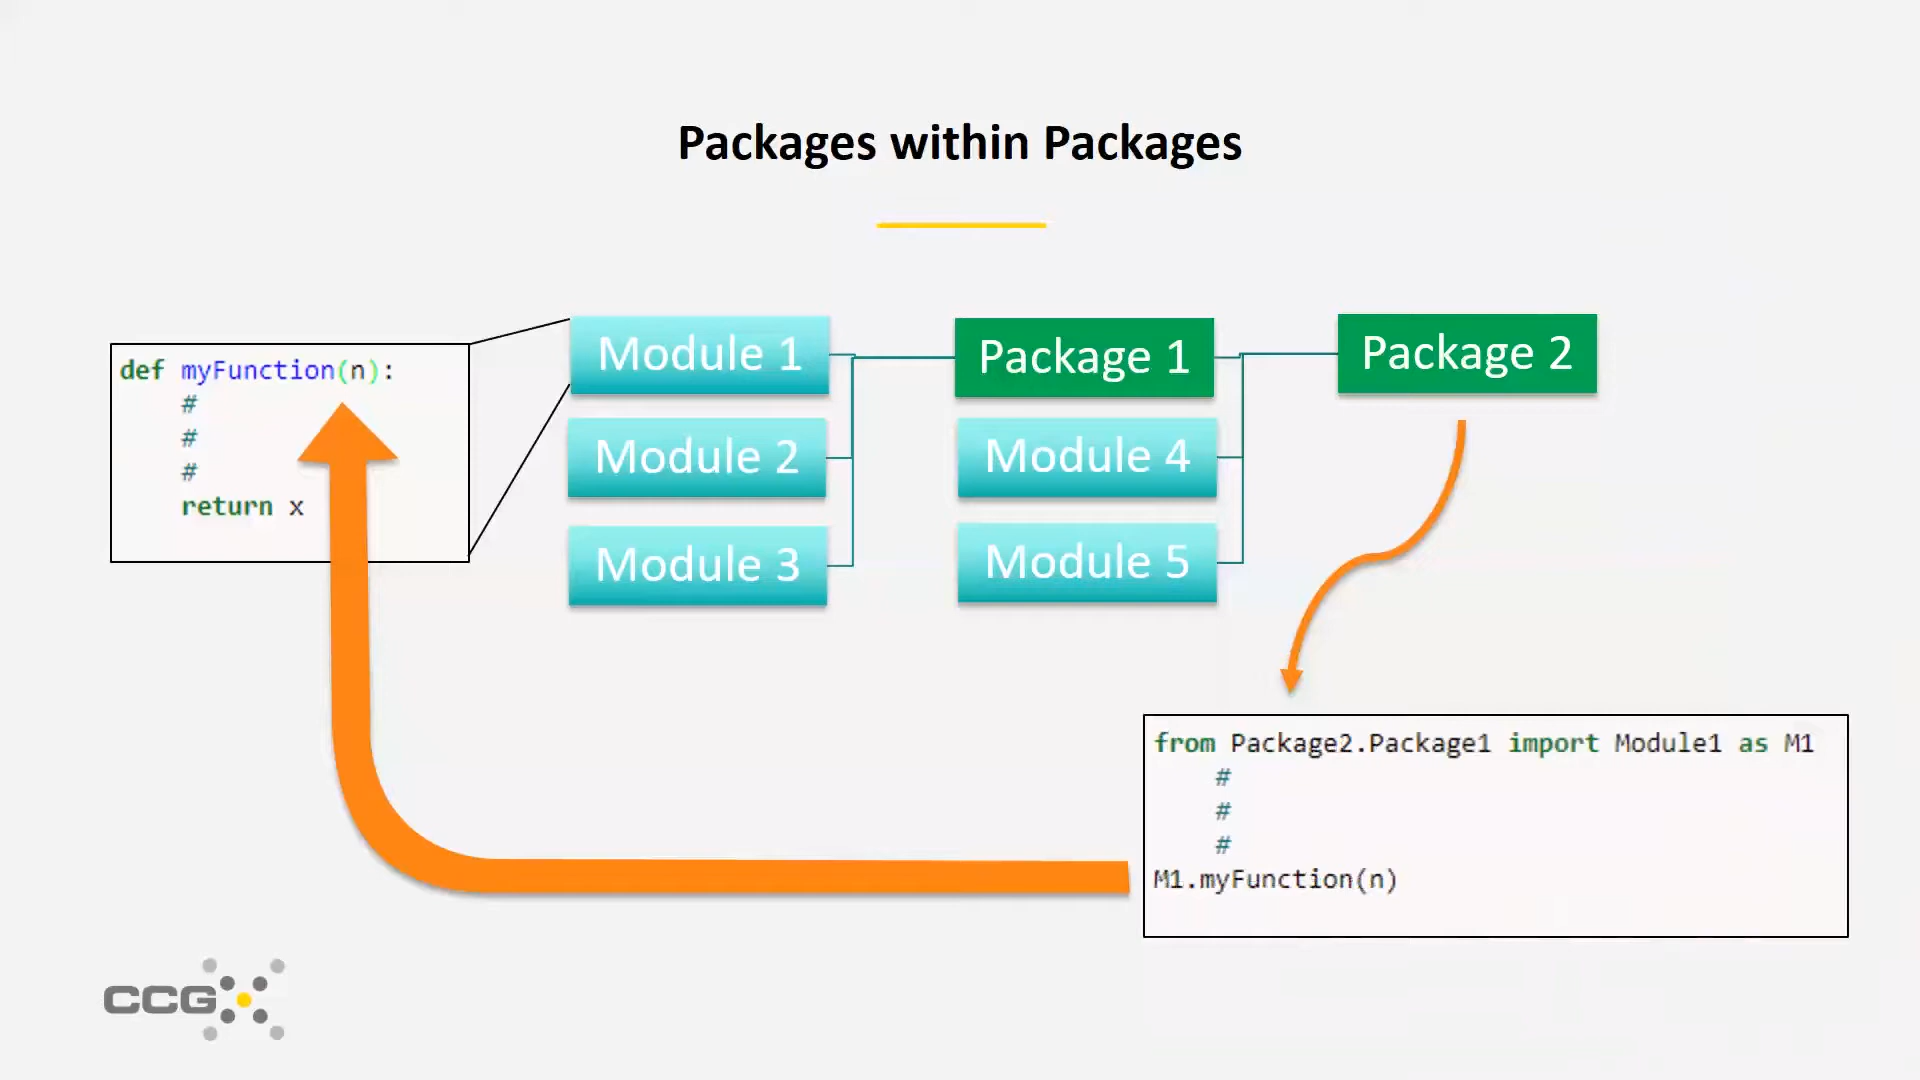 Packages within Packages
def myFunction(n):
#
#
#
return x
Module 1
Module 2
Module 3
Package 1
Module 4
Module 5
Package 2
from Package2.Package1 import Module1 as M1
#
#
#
M1.myFunction(n)
CCG